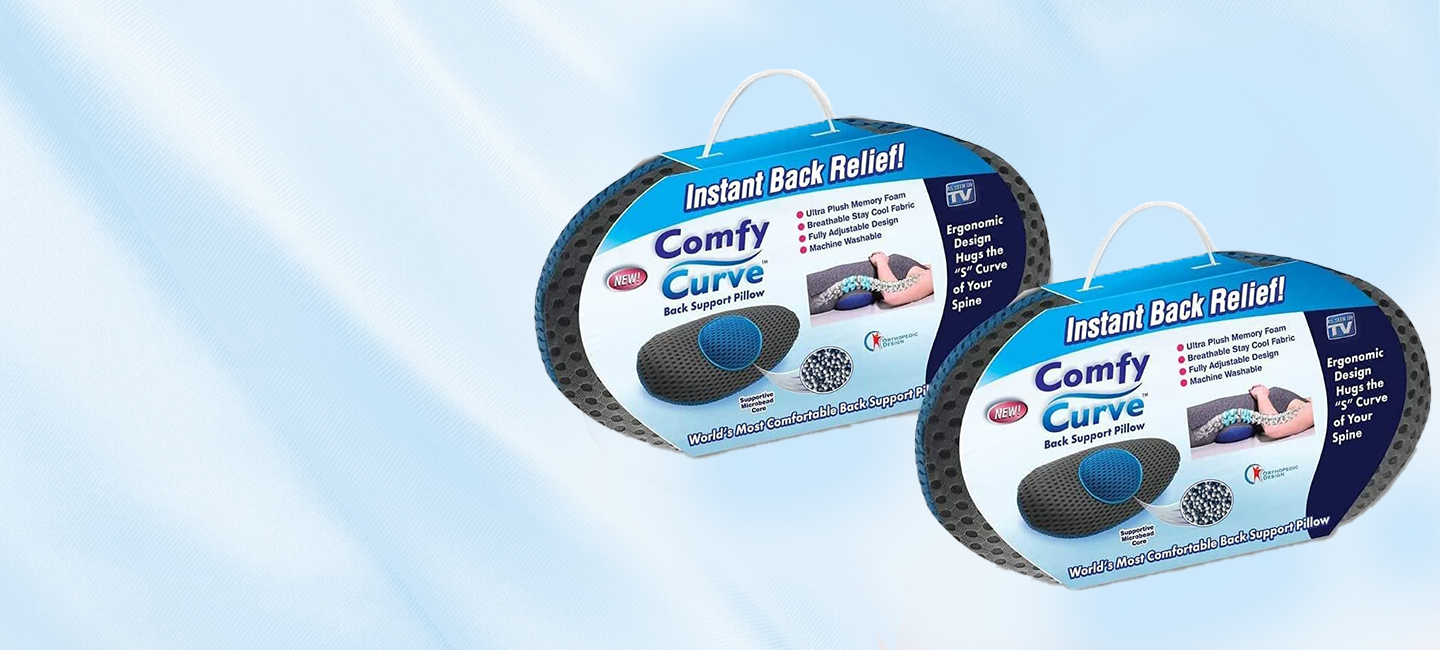 Instant Back Relief!
AS SEEN ON
TV
Ultra Plush Memory Foam
Breathable Stay Cool Fabric
Fully Adjustable Design
Machine Washable
Comfy
Curve™
Back Support Pillow
NEW!
Ergonomic
Design
Hugs the
"S" Curve
of Your
Spine
ORTHOPEDIC
DESIGN
Supportive
Microbead
Core
World's Most Comfortable Back Support Pil
Instant Back Relief!
AS SEEN ON
TV
Ultra Plush Memory Foam
Breathable Stay Cool Fabric
Fully Adjustable Design
Machine Washable
Comfy
Curve™
Back Support Pillow
NEW!
Ergonomic
Design
Hugs the
"S" Curve
of Your
Spine
ORTHOPEDIC
DESIGN
Supportive
Microbead
Core
World's Most Comfortable Back Support Pillow